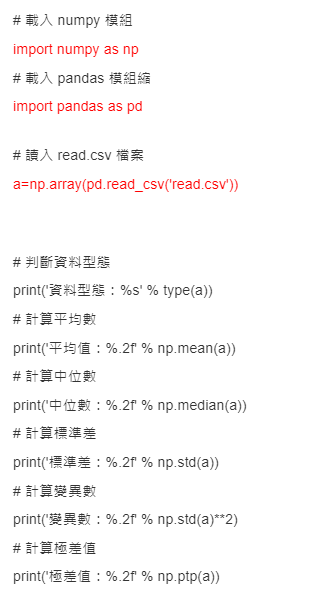 # 載入 numpy 模組
import numpy as np
# 載入 pandas 模組縮
import pandas as pd
# 讀入 read.csv 檔案
a=np.array(pd.read_csv('read.csv'))
# 判斷資料型態
print('資料型態：%s' % type(a))
# 計算平均數
print('平均值：%.2f' % np.mean(a))
# 計算中位數
print('中位數：%.2f' % np.median(a))
# 計算標準差
print('標準差：%.2f' % np.std(a))
# 計算變異數
print('變異數：%.2f' % np.std(a)**2)
# 計算極差值
print('極差值：%.2f' % np.ptp(a))